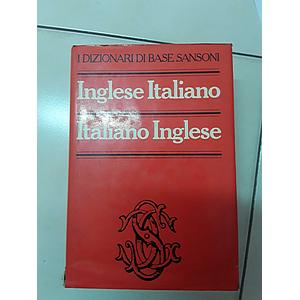 I DIZIONARI DI BASE SANSONI
Inglese Italiano
Italiano Inglese